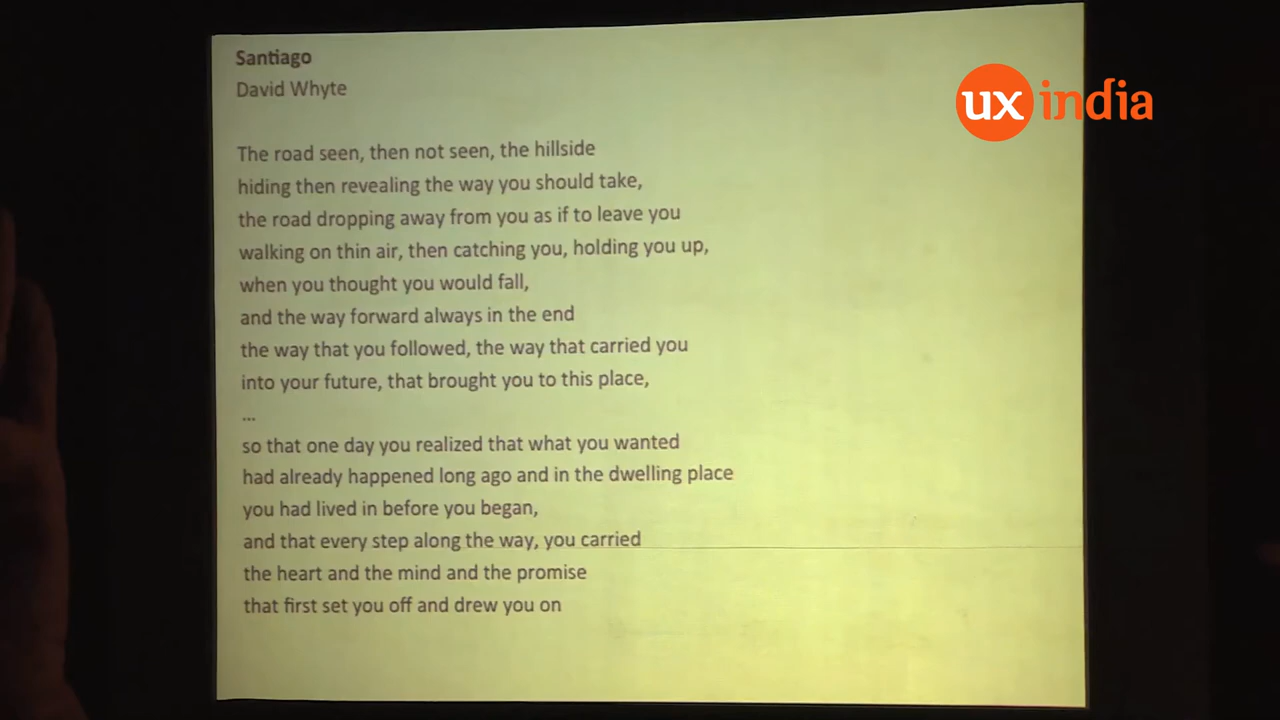 Santiago
David Whyte
The road seen, then not seen, the hillside
hiding then revealing the way you should take,
the road dropping away from you as if to leave you
walking on thin air, then catching you, holding you up,
when you thought you would fall,
and the way forward always in the end
the way that you followed, the way that carried you
into your future, that brought you to this place,
...
so that one day you realized that what you wanted
had already happened long ago and in the dwelling place
you had lived in before you began,
and that every step along the way, you carried
the heart and the mind and the promise
that first set you off and drew you on
ux india